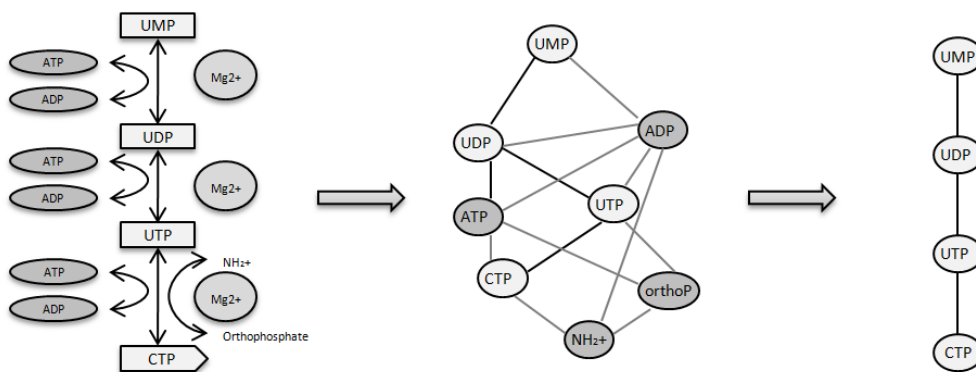 UMP
ATP
Mg2+
ADP
UDP
ATP
Mg2+
ADP
UTP
NH₂+
ATP
Mg2+
ADP
Orthophosphate
CTP
UMP
ADP
UDP
UTP
ATP
CTP
orthoP
NH₂+
UMP
UDP
UTP
CTP